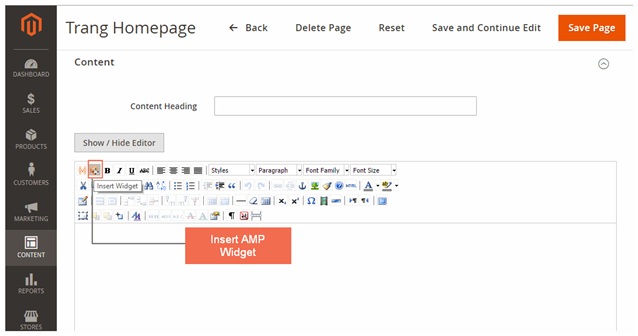 Trang Homepage
← Back
Delete Page
Reset
Save and Continue Edit
Save Page
DASHBOARD
$
SALES
PRODUCTS
CUSTOMERS
MARKETING
CONTENT
REPORTS
STORES
Content
Content Heading
Show / Hide Editor
B I U ABC Styles Paragraph Font Family Font Size
HTML A
Insert Widget
x₂ x² Ω
¶
Insert AMP
Widget